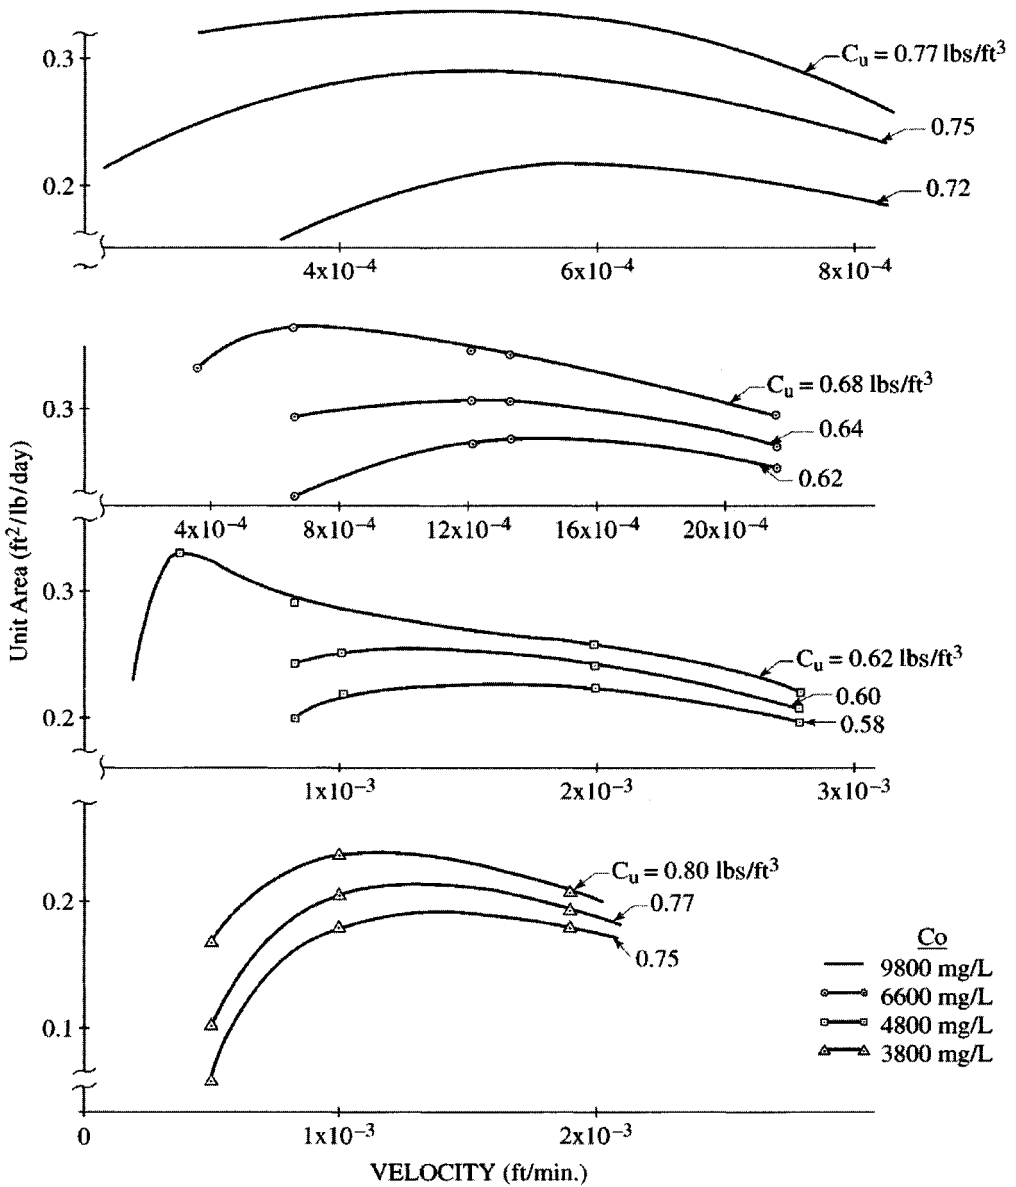 0.3
C_u = 0.77 lbs/ft³
0.75
0.2
0.72
4x10⁻⁴ 6x10⁻⁴ 8x10⁻⁴
C_u = 0.68 lbs/ft³
0.3
0.64
0.62
4x10⁻⁴ 8x10⁻⁴ 12x10⁻⁴ 16x10⁻⁴ 20x10⁻⁴
Unit Area (ft²/lb/day)
0.3
C_u = 0.62 lbs/ft³
0.60
0.2
0.58
1x10⁻³ 2x10⁻³ 3x10⁻³
C_u = 0.80 lbs/ft³
0.2
0.77
0.75
Co
9800 mg/L
6600 mg/L
4800 mg/L
3800 mg/L
0.1
0 1x10⁻³ 2x10⁻³
VELOCITY (ft/min.)